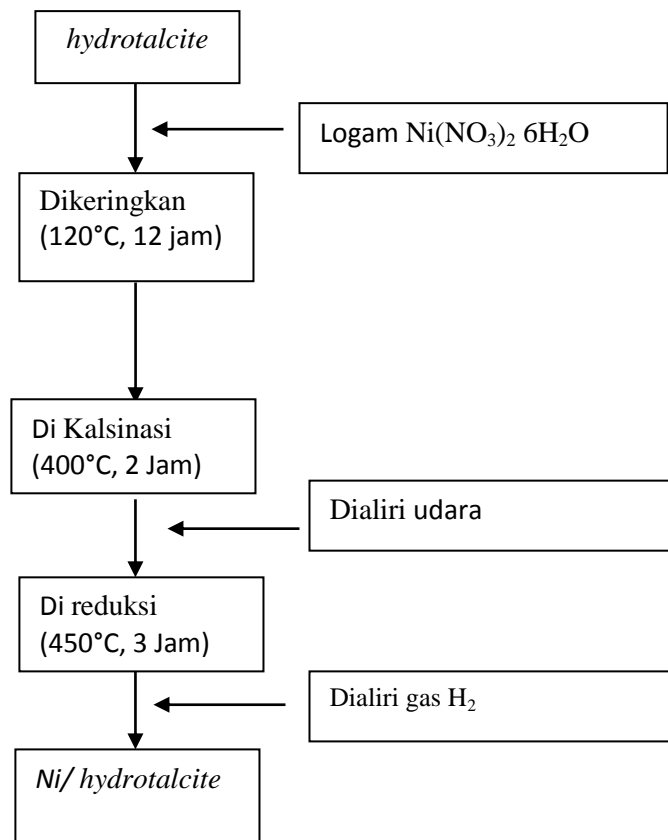 hydrotalcite
Logam Ni(NO₃)₂ 6H₂O
Dikeringkan
(120°C, 12 jam)
Di Kalsinasi
(400°C, 2 Jam)
Dialiri udara
Di reduksi
(450°C, 3 Jam)
Dialiri gas H₂
Ni/ hydrotalcite